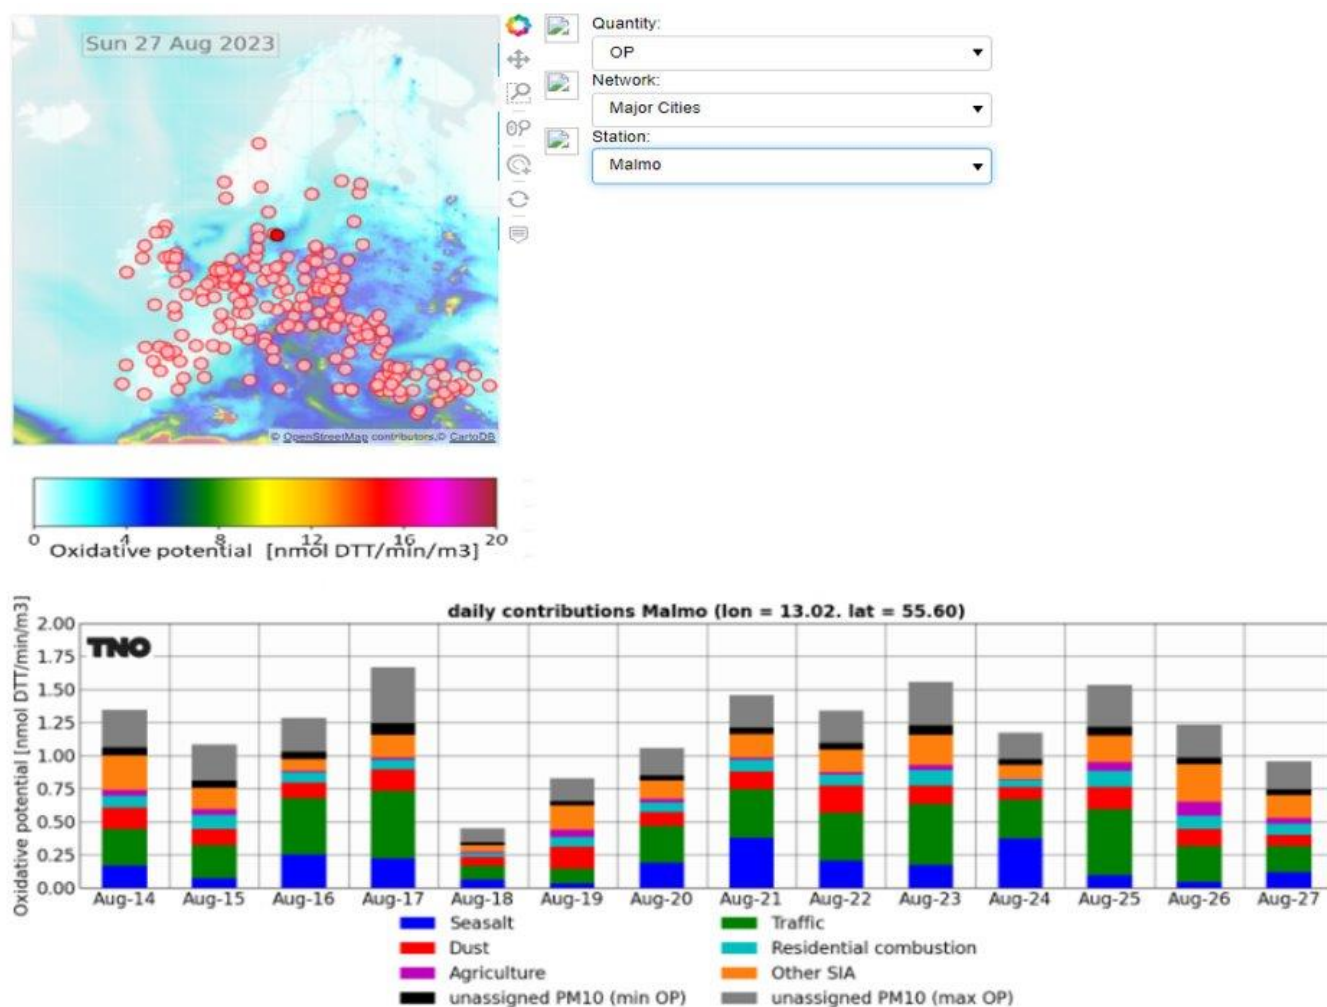 Sun 27 Aug 2023
Quantity:
OP
Network:
Major Cities
Station:
Malmo
© OpenStreetMap contributors,© CartoDB
0 4 8 12 16 20
Oxidative potential [nmol DTT/min/m3]
daily contributions Malmo (lon = 13.02. lat = 55.60)
TNO
Oxidative potential [nmol DTT/min/m3]
2.00
1.75
1.50
1.25
1.00
0.75
0.50
0.25
0.00
Aug-14 Aug-15 Aug-16 Aug-17 Aug-18 Aug-19 Aug-20 Aug-21 Aug-22 Aug-23 Aug-24 Aug-25 Aug-26 Aug-27
Seasalt Traffic
Dust Residential combustion
Agriculture Other SIA
unassigned PM10 (min OP) unassigned PM10 (max OP)